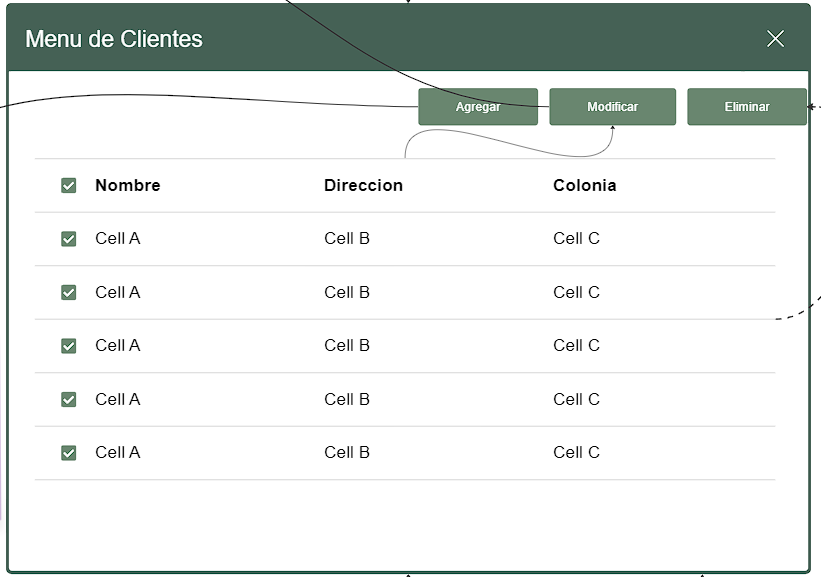 Menu de Clientes
Agregar Modificar Eliminar
Nombre Direccion Colonia
Cell A Cell B Cell C
Cell A Cell B Cell C
Cell A Cell B Cell C
Cell A Cell B Cell C
Cell A Cell B Cell C